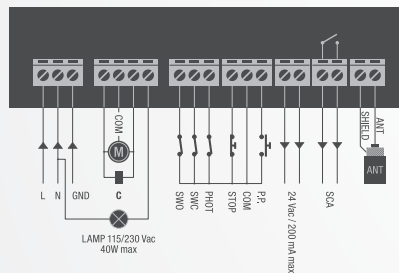 COM
M
L
N
GND
C
LAMP 115/230 Vac
40W max
SWO
SWC
PHOT
STOP
COM
P.P.
24 Vac / 200 mA max
SCA
SHIELD
ANT
ANT